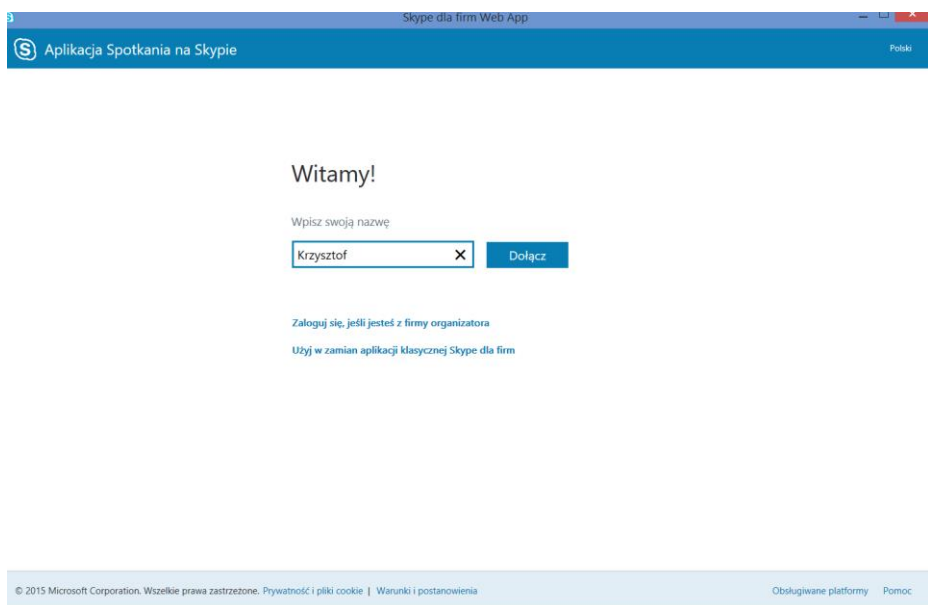 Skype dla firm Web App
Aplikacja Spotkania na Skypie
Polski
Witamy!
Wpisz swoją nazwę
Krzysztof
Dołącz
Zaloguj się, jeśli jesteś z firmy organizatora
Użyj w zamian aplikacji klasycznej Skype dla firm
© 2015 Microsoft Corporation. Wszelkie prawa zastrzeżone. Prywatność i pliki cookie | Warunki i postanowienia Obsługiwane platformy Pomoc